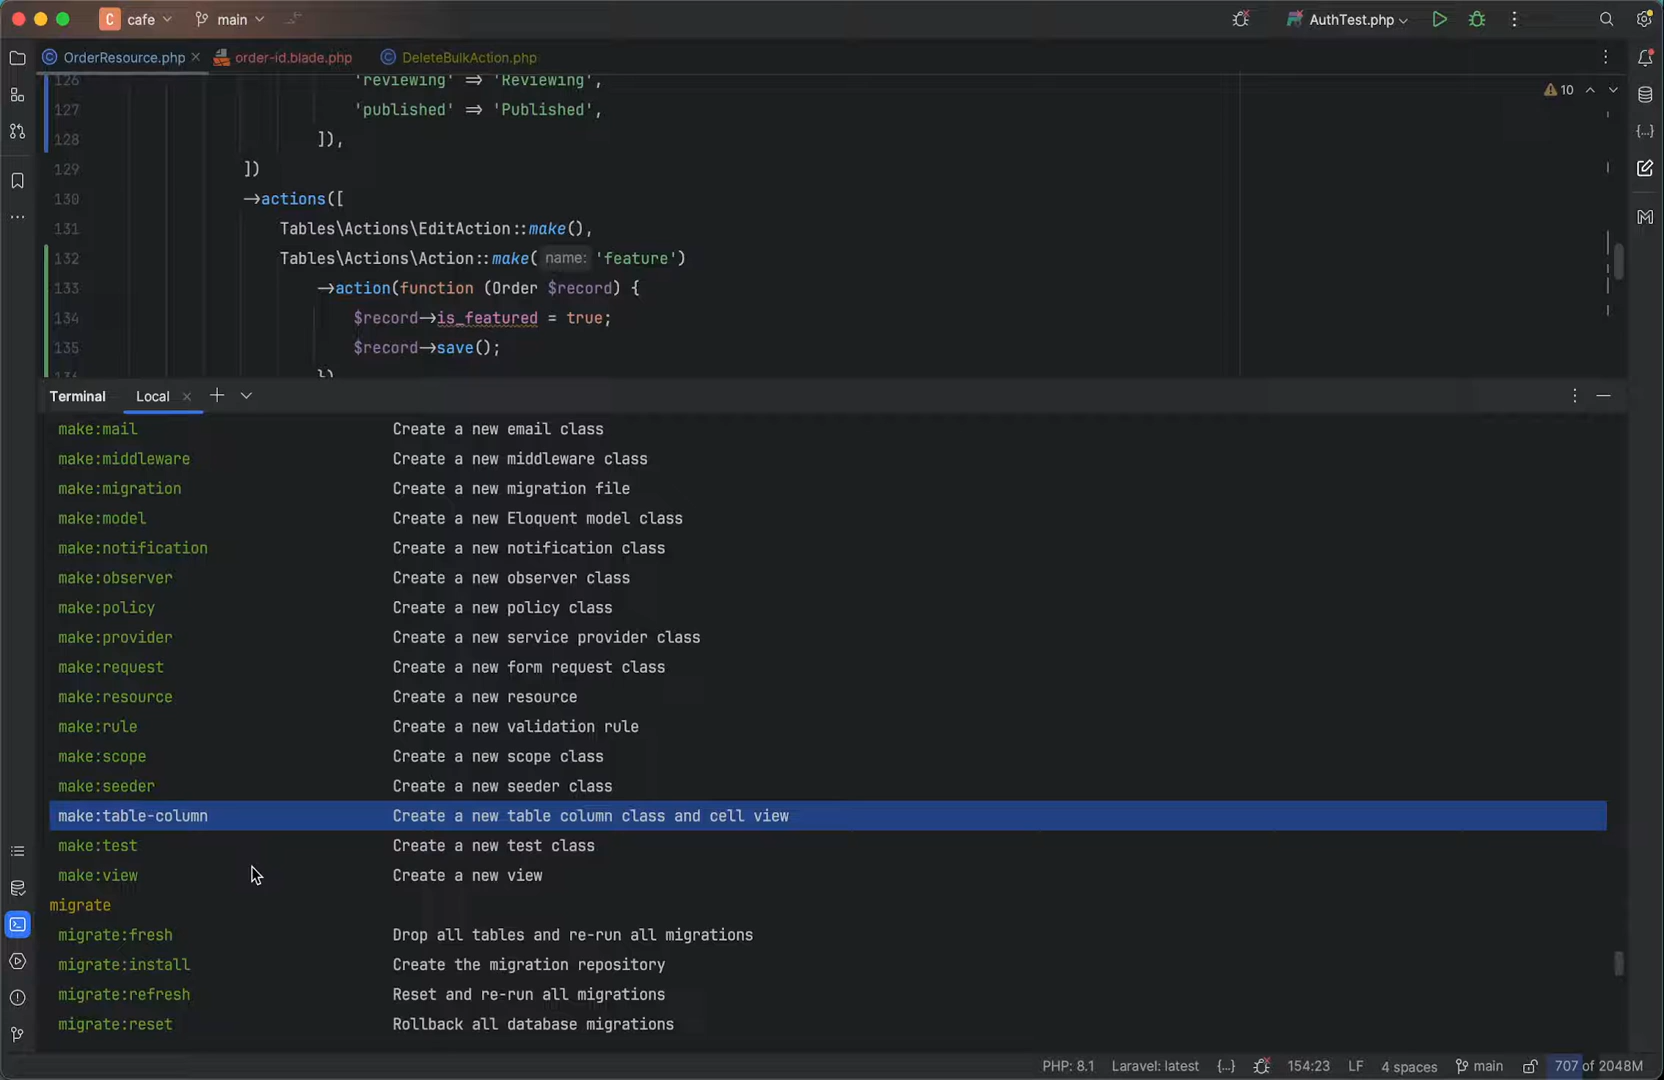 C cafe main AuthTest.php
OrderResource.php order-id.blade.php DeleteBulkAction.php
126 'reviewing' => 'Reviewing',
10
127 'published' => 'Published',
128 ]),
129 ])
130 ->actions([
131 Tables\Actions\EditAction::make(),
132 Tables\Actions\Action::make( name: 'feature')
133 ->action(function (Order $record) {
134 $record->is_featured = true;
135 $record->save();
136 })
Terminal Local
make:mail Create a new email class
make:middleware Create a new middleware class
make:migration Create a new migration file
make:model Create a new Eloquent model class
make:notification Create a new notification class
make:observer Create a new observer class
make:policy Create a new policy class
make:provider Create a new service provider class
make:request Create a new form request class
make:resource Create a new resource
make:rule Create a new validation rule
make:scope Create a new scope class
make:seeder Create a new seeder class
make:table-column Create a new table column class and cell view
make:test Create a new test class
make:view Create a new view
migrate
migrate:fresh Drop all tables and re-run all migrations
migrate:install Create the migration repository
migrate:refresh Reset and re-run all migrations
migrate:reset Rollback all database migrations
PHP: 8.1 Laravel: latest {..} 154:23 LF 4 spaces main 707 of 2048M